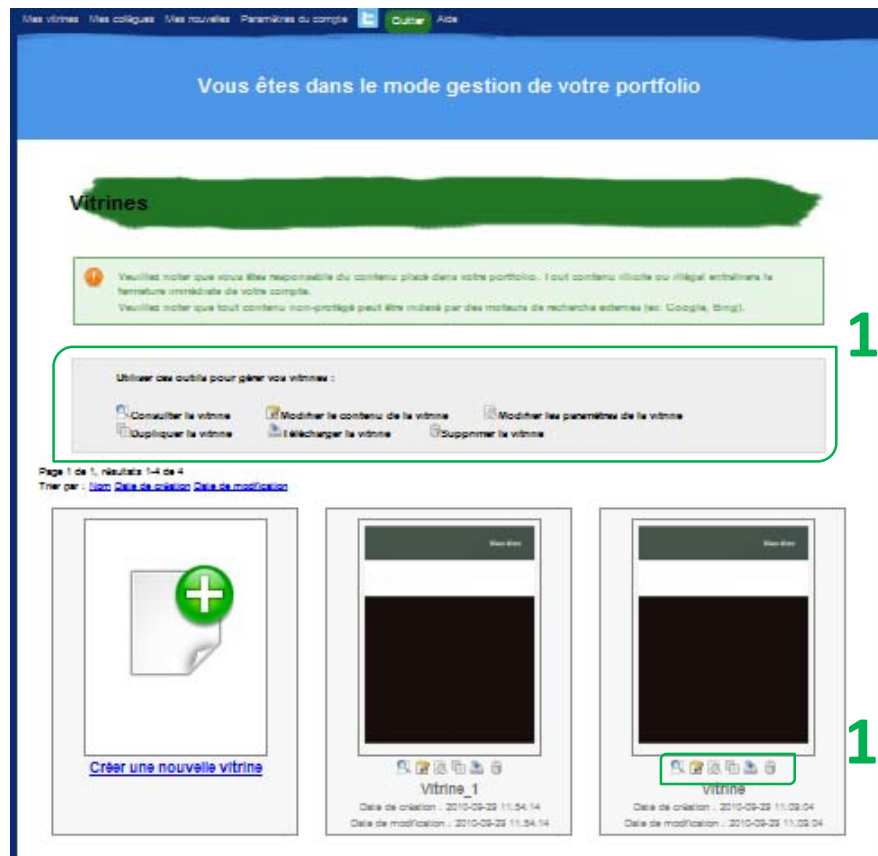 Mes vitrines Mes collègues Mes nouvelles Paramètres du compte Quitter Aide
Vous êtes dans le mode gestion de votre portfolio
Vitrines
Veuillez noter que vous êtes responsable du contenu placé dans votre portfolio. Tout contenu illicite ou illégal entraînera la
fermeture immédiate de votre compte.
Veuillez noter que tout contenu non-protégé peut être indexé par des moteurs de recherche externes (ex: Google, Bing).
1
Utiliser ces outils pour gérer vos vitrines :
Consulter la vitrine Modifier le contenu de la vitrine Modifier les paramètres de la vitrine
Dupliquer la vitrine Télécharger la vitrine Supprimer la vitrine
Page 1 de 1, résultats 1-4 de 4
Trier par : Nom Date de création Date de modification
1
Créer une nouvelle vitrine
Vitrine_1
Date de création : 2010-09-29 11:54:14
Date de modification : 2010-09-29 11:54:14
Vitrine
Date de création : 2010-09-29 11:09:04
Date de modification : 2010-09-29 11:09:04